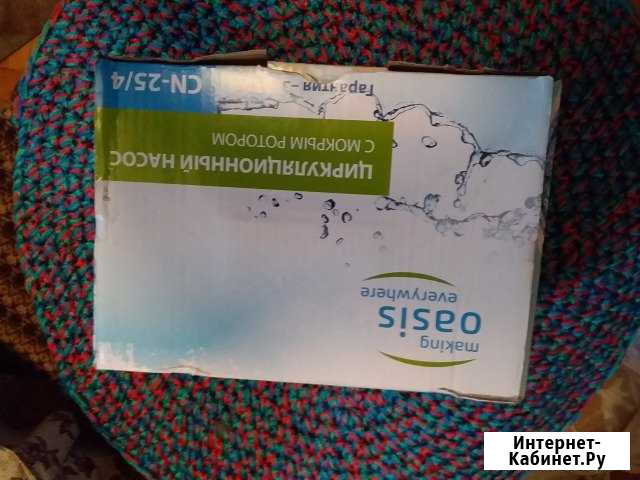 making
oasis
everywhere
ЦИРКУЛЯЦИОННЫЙ НАСОС
С МОКРЫМ РОТОРОМ
Гарантия –
CN-25/4
Интернет-
Кабинет.Ру